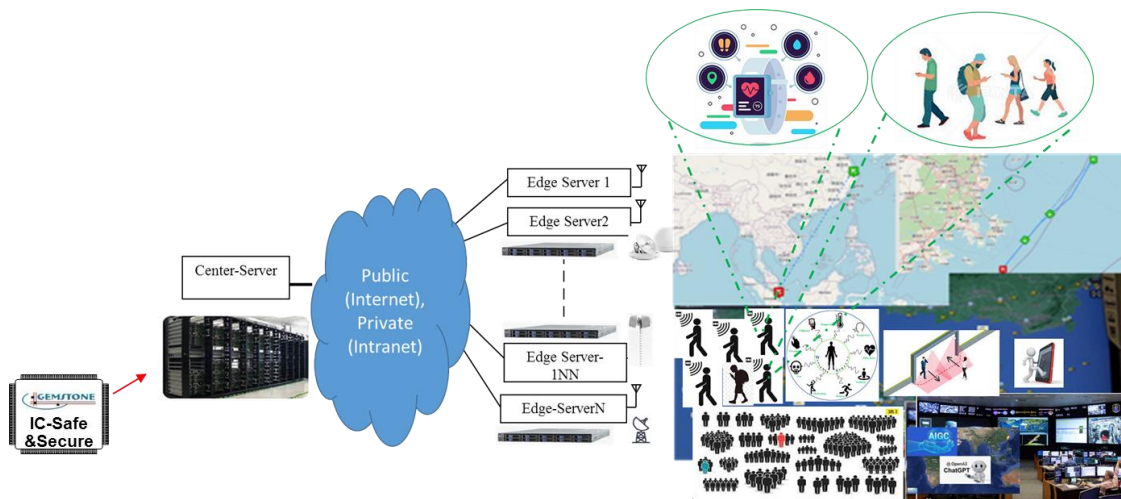 Edge Server 1
Edge Server2
Center-Server
Public
(Internet),
Private
(Intranet)
Edge Server-
1NN
Edge-ServerN
GEMSTONE
IC-Safe
&Secure
AIGC
OpenAI
ChatGPT